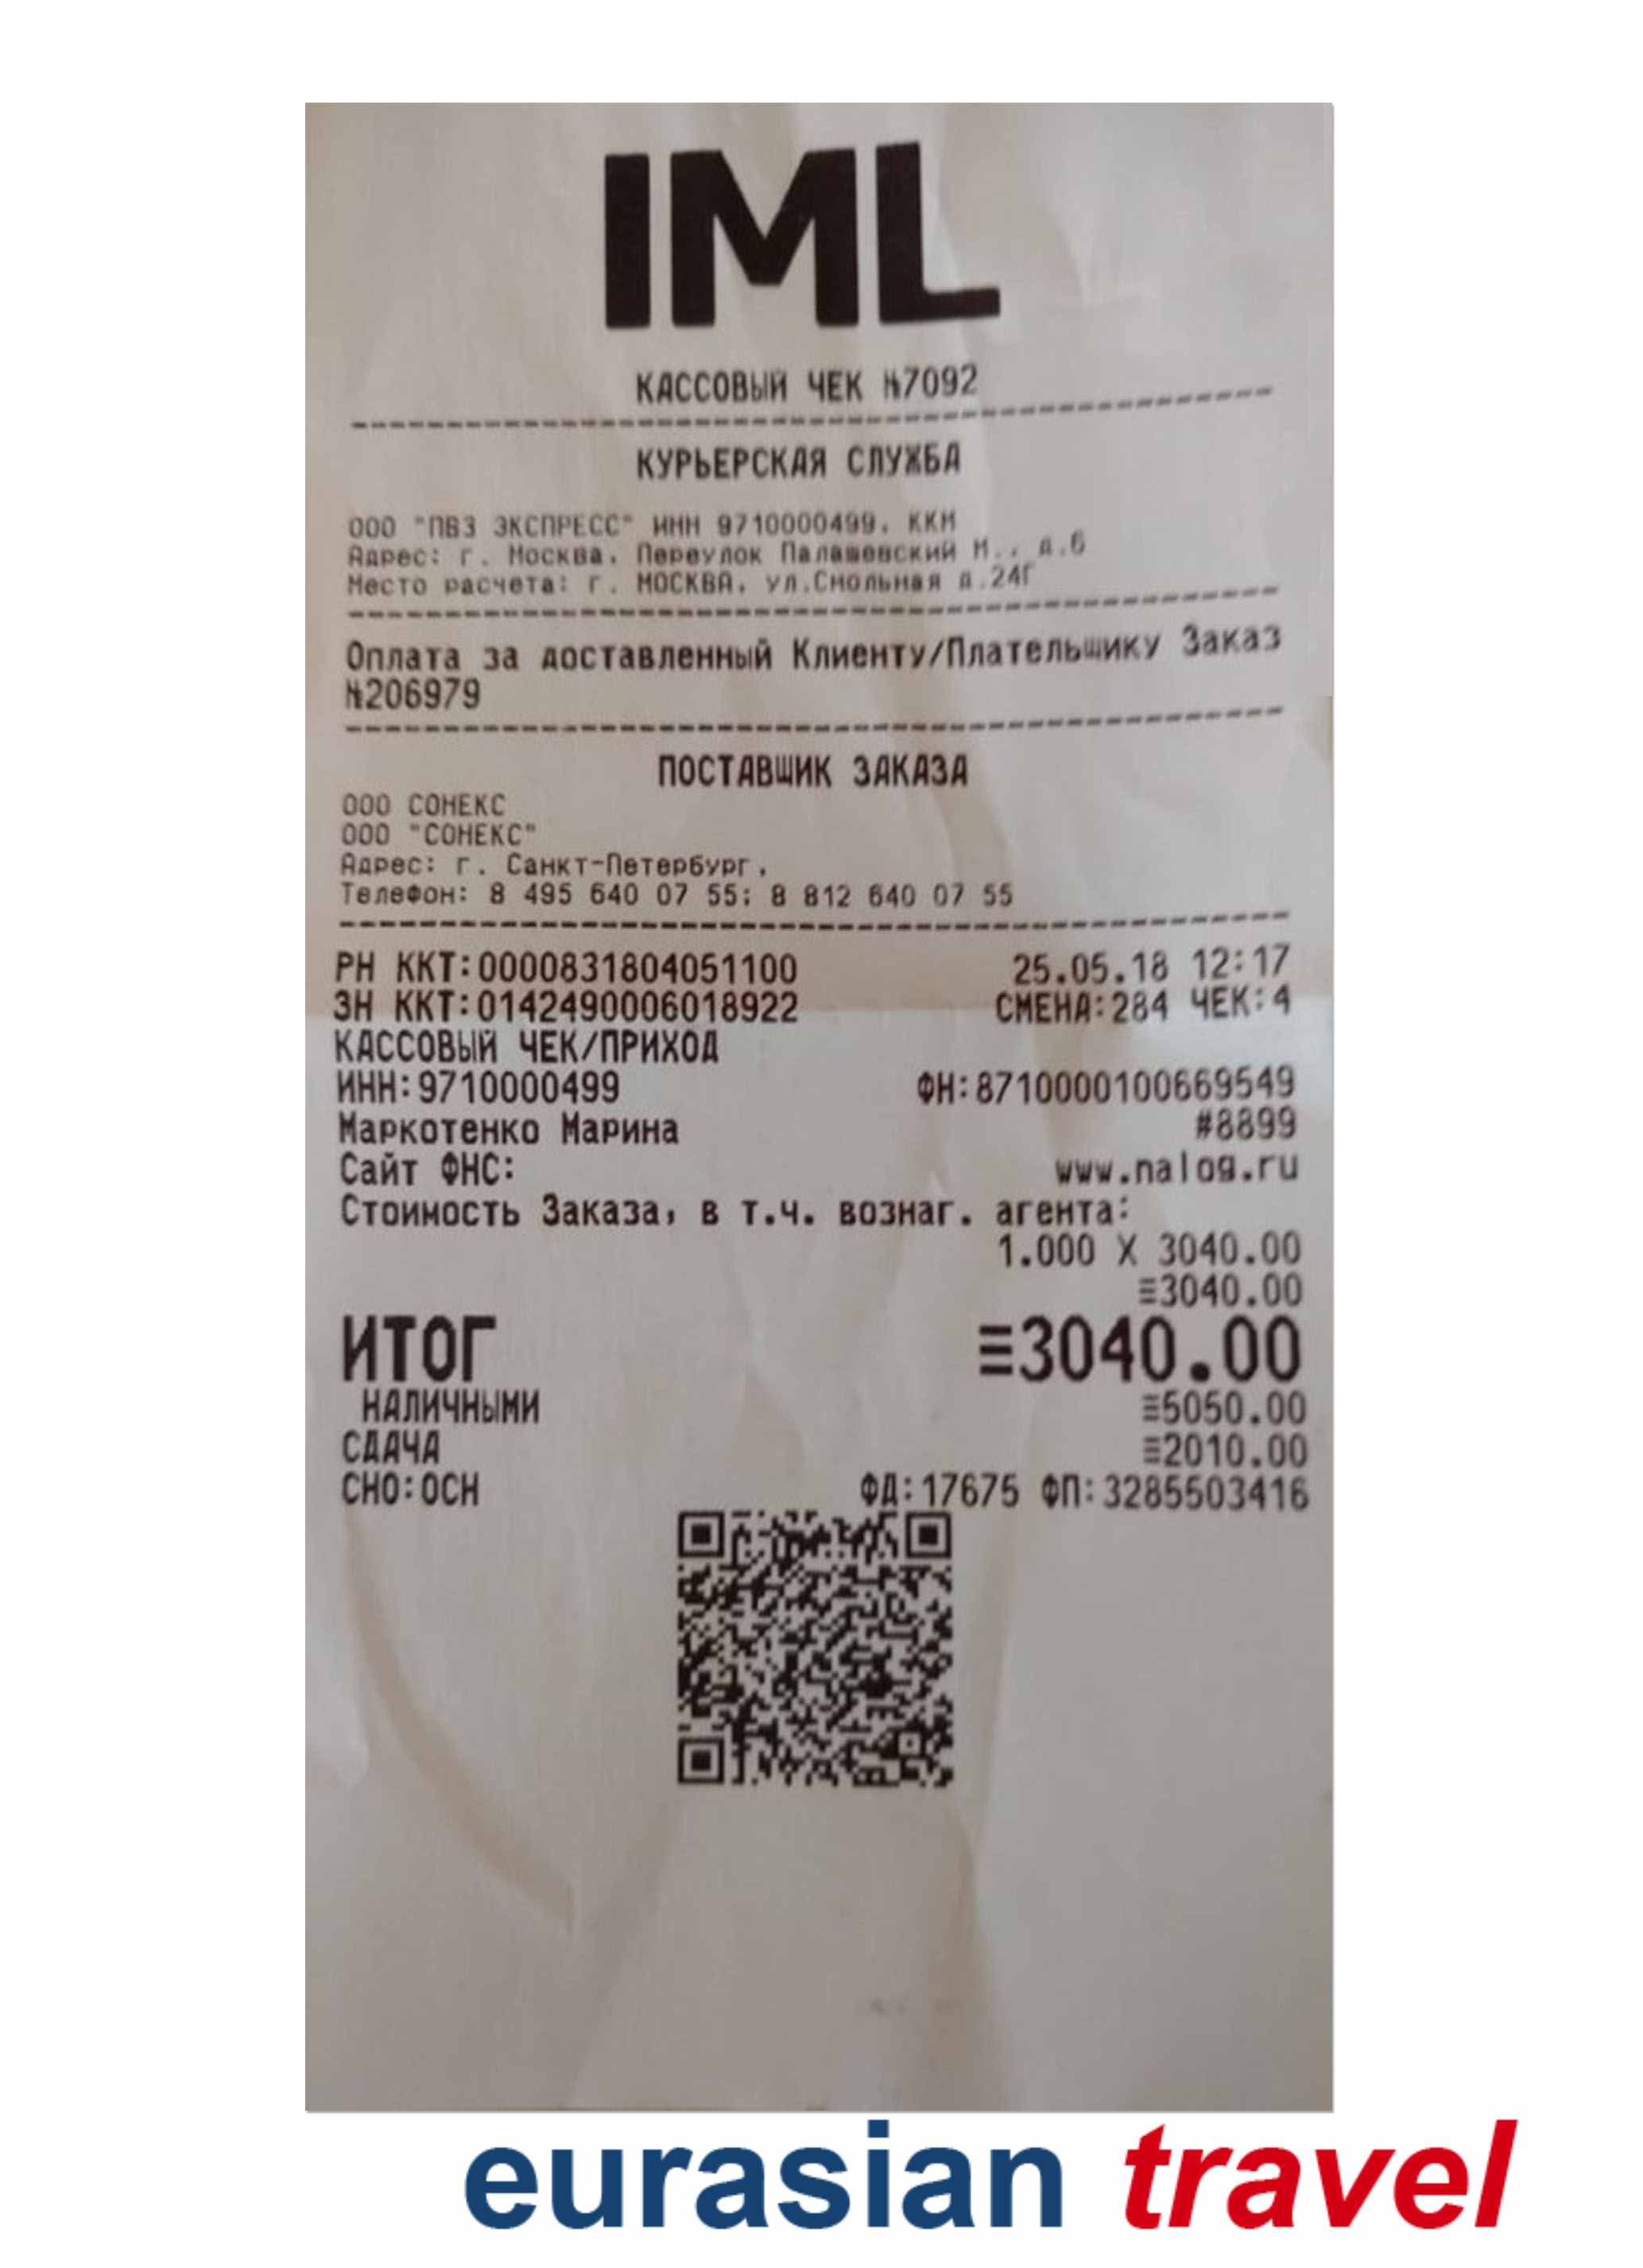 IML
КАССОВЫЙ ЧЕК №7092
КУРЬЕРСКАЯ СЛУЖБА
ООО "ПВЗ ЭКСПРЕСС" ИНН 9710000499, ККМ
Адрес: г. Москва, Переулок Палашевский М., д.6
Место расчета: г. МОСКВА, ул.Смольная д.24Г
Оплата за доставленный Клиенту/Плательщику Заказ
№206979
ПОСТАВЩИК ЗАКАЗА
ООО СОНЕКС
ООО "СОНЕКС"
Адрес: г. Санкт-Петербург,
Телефон: 8 495 640 07 55; 8 812 640 07 55
РН ККТ:0000831804051100 25.05.18 12:17
ЗН ККТ:0142490006018922 СМЕНА:284 ЧЕК:4
КАССОВЫЙ ЧЕК/ПРИХОД
ИНН:9710000499 ФН:8710000100669549
Маркотенко Марина #8899
Сайт ФНС: www.nalog.ru
Стоимость Заказа, в т.ч. вознаг. агента:
1.000 X 3040.00
≡3040.00
ИТОГ ≡3040.00
НАЛИЧНЫМИ ≡5050.00
СДАЧА ≡2010.00
СНО:ОСН ФД:17675 ФП:3285503416
eurasian travel